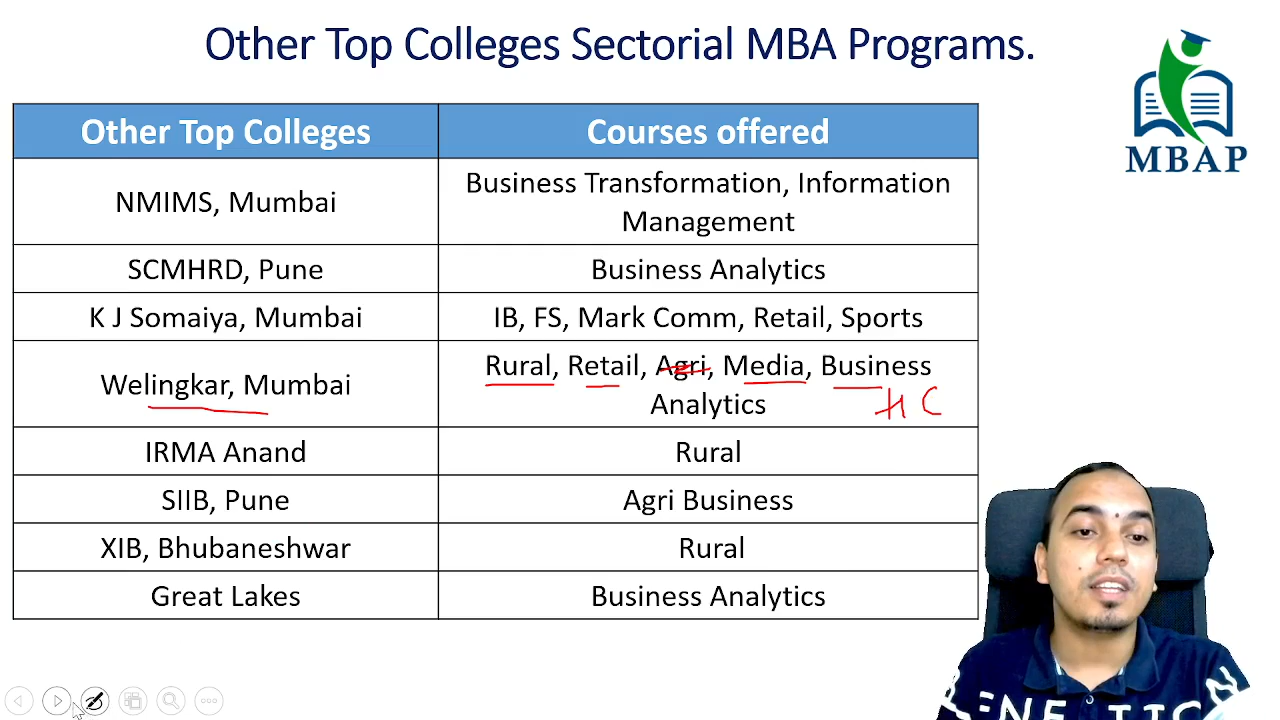 Other Top Colleges Sectorial MBA Programs.
MBAP
Other Top Colleges
Courses offered
NMIMS, Mumbai
Business Transformation, Information
Management
SCMHRD, Pune
Business Analytics
K J Somaiya, Mumbai
IB, FS, Mark Comm, Retail, Sports
Welingkar, Mumbai
Rural, Retail, Agri, Media, Business
Analytics
HC
IRMA Anand
Rural
SIIB, Pune
Agri Business
XIB, Bhubaneshwar
Rural
Great Lakes
Business Analytics